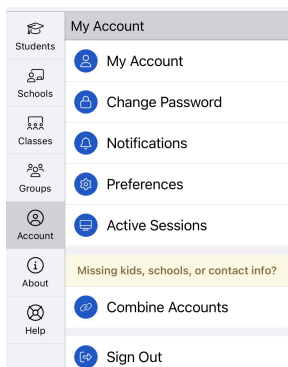 Students
Schools
Classes
Groups
Account
About
Help
My Account
My Account
Change Password
Notifications
Preferences
Active Sessions
Missing kids, schools, or contact info?
Combine Accounts
Sign Out